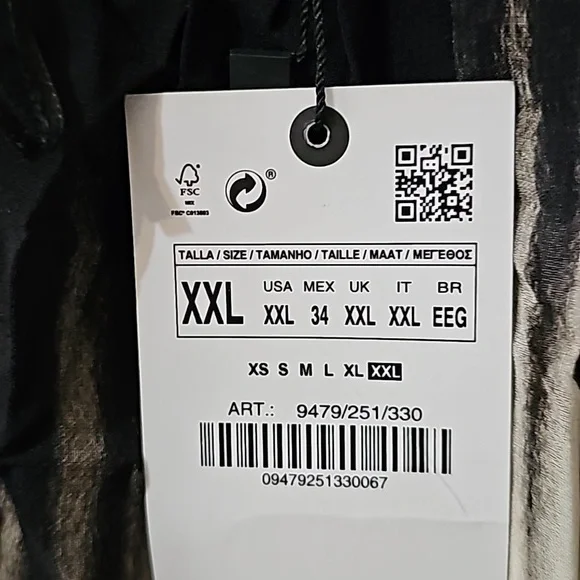 FSC
MIX
FSC® C013863
®
TALLA / SIZE / TAMANHO / TAILLE / MAAT / ΜΕΓΕΘΟΣ
XXL
USA MEX UK IT BR
XXL 34 XXL XXL EEG
XS S M L XL XXL
ART.: 9479/251/330
09479251330067